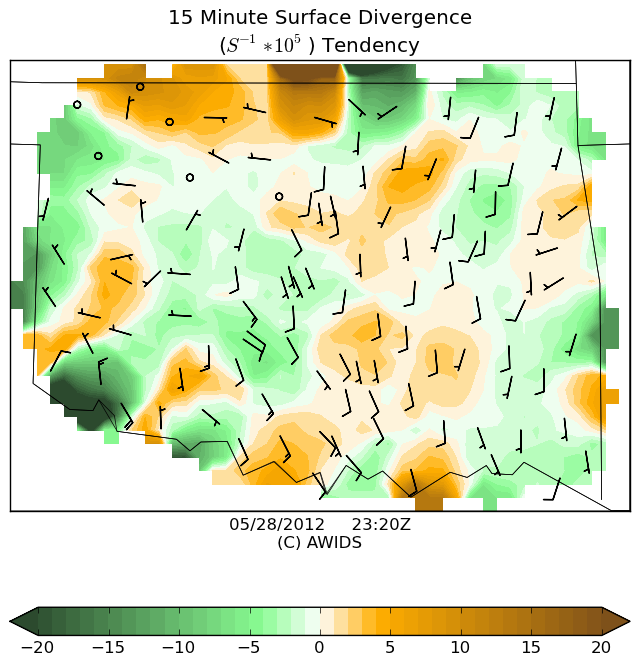 15 Minute Surface Divergence
(S⁻¹ *10⁵ ) Tendency
05/28/2012 23:20Z
(C) AWIDS
−20 −15 −10 −5 0 5 10 15 20